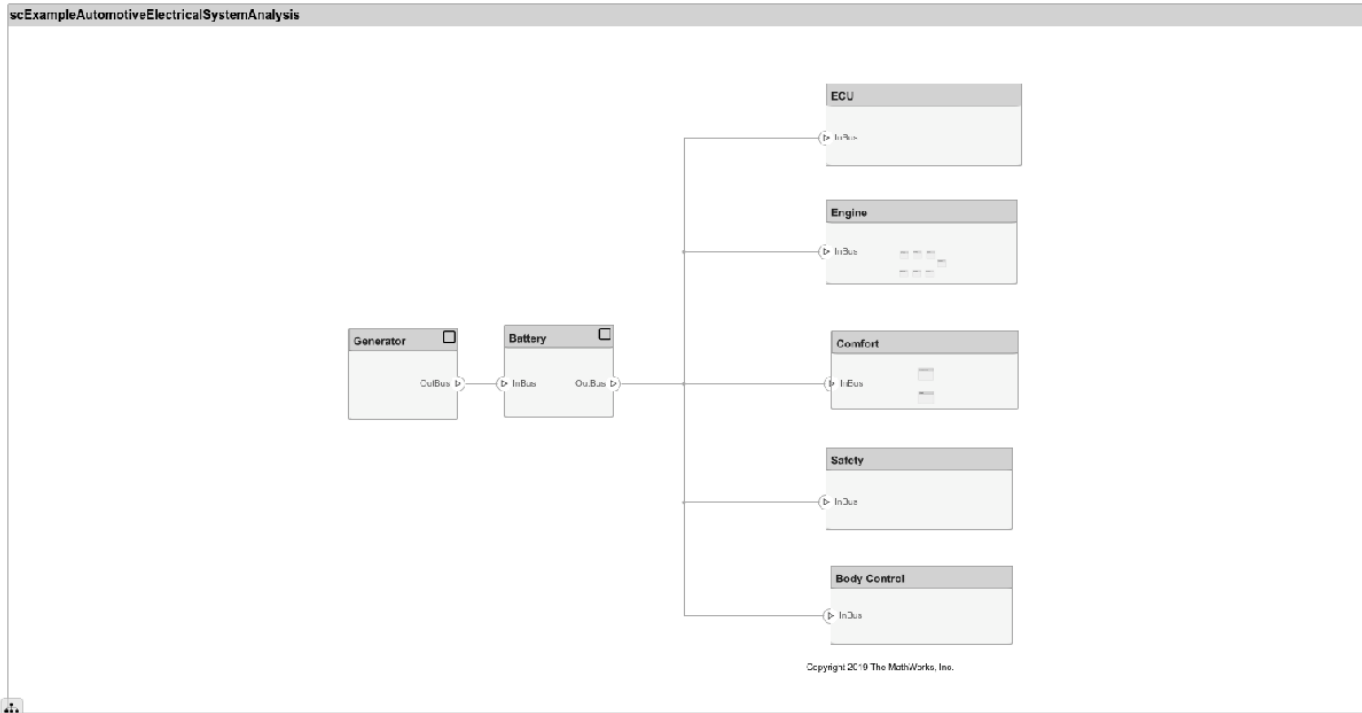 scExampleAutomotiveElectricalSystemAnalysis
ECU
InBus
Engine
InBus
Generator
OutBus
Battery
InBus
OutBus
Comfort
InBus
Safety
InBus
Body Control
InBus
Copyright 2019 The MathWorks, Inc.